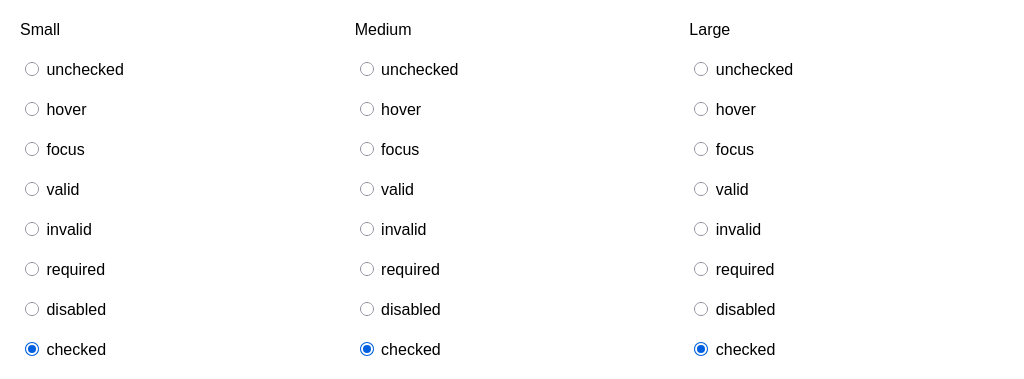 Small
unchecked
hover
focus
valid
invalid
required
disabled
checked
Medium
unchecked
hover
focus
valid
invalid
required
disabled
checked
Large
unchecked
hover
focus
valid
invalid
required
disabled
checked